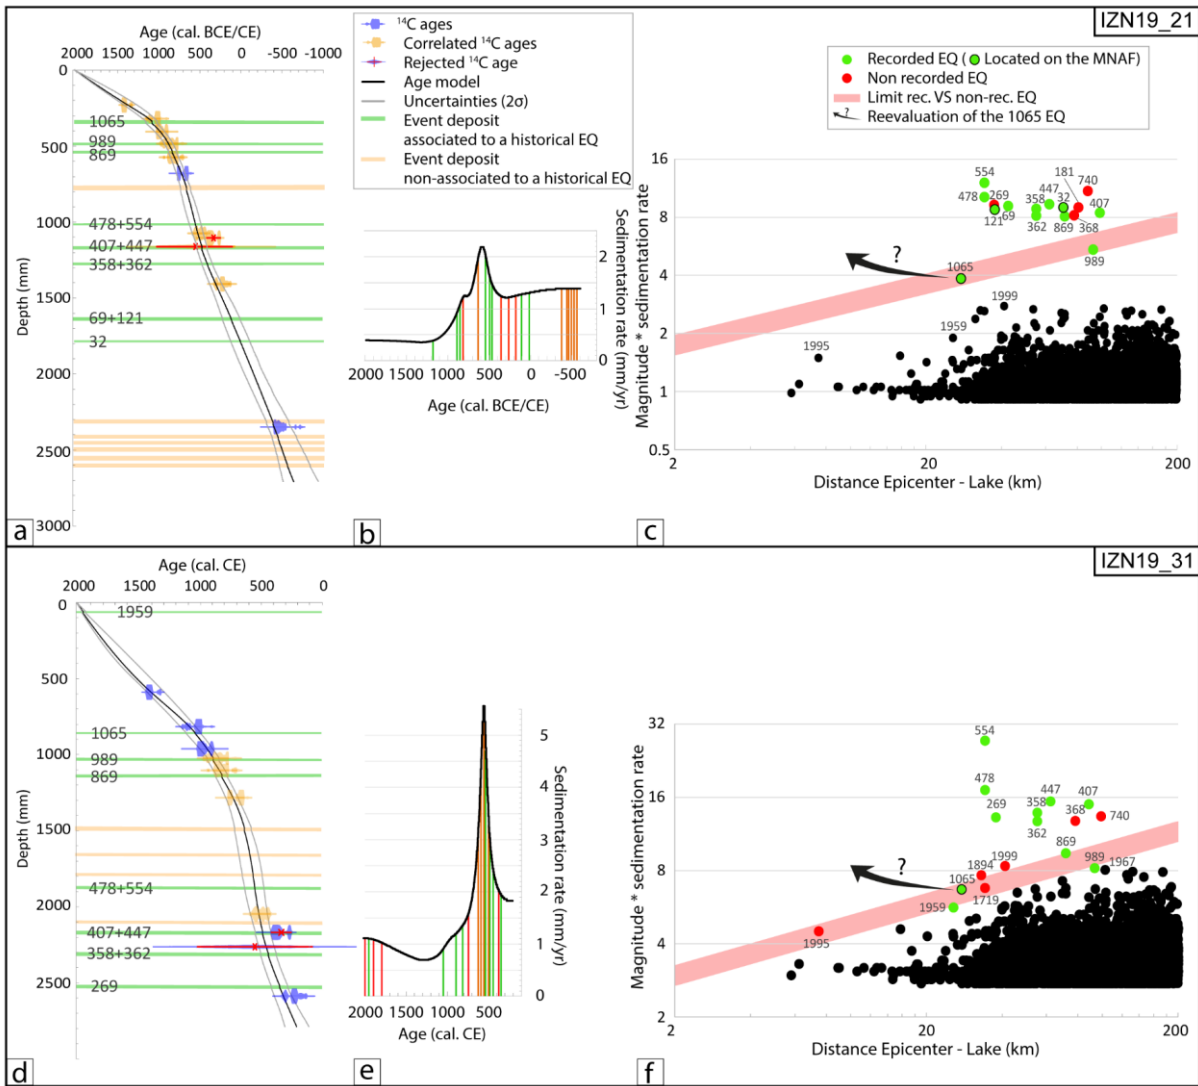 IZN19_21
Age (cal. BCE/CE)
2000 1500 1000 500 0 -500 -1000
0
500
1000
1500
2000
2500
3000
Depth (mm)
1065
989
869
478+554
407+447
358+362
69+121
32
a
¹⁴C ages
Correlated ¹⁴C ages
Rejected ¹⁴C age
Age model
Uncertainties (2σ)
Event deposit
associated to a historical EQ
Event deposit
non-associated to a historical EQ
2
1
0
Sedimentation rate (mm/yr)
2000 1500 1000 500 0 -500
Age (cal. BCE/CE)
b
Recorded EQ ( Located on the MNAF)
Non recorded EQ
Limit rec. VS non-rec. EQ
? Reevaluation of the 1065 EQ
16
8
4
2
1
0.5
Magnitude * sedimentation rate
554
478
269
121
69
358
362
447
32
181
869
368
740
407
989
?
1065
1999
1959
1995
2 20 200
Distance Epicenter - Lake (km)
c
IZN19_31
Age (cal. CE)
2000 1500 1000 500 0
0
500
1000
1500
2000
2500
Depth (mm)
1959
1065
989
869
478+554
407+447
358+362
269
d
5
4
3
2
1
0
Sedimentation rate (mm/yr)
2000 1500 1000 500
Age (cal. CE)
e
32
16
8
4
2
Magnitude * sedimentation rate
554
478
269
358
362
447
368
407
740
869
989
1967
1894
1999
?
1065
1719
1959
1995
2 20 200
Distance Epicenter - Lake (km)
f